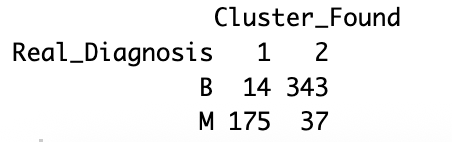 Cluster_Found
Real_Diagnosis 1 2
B 14 343
M 175 37